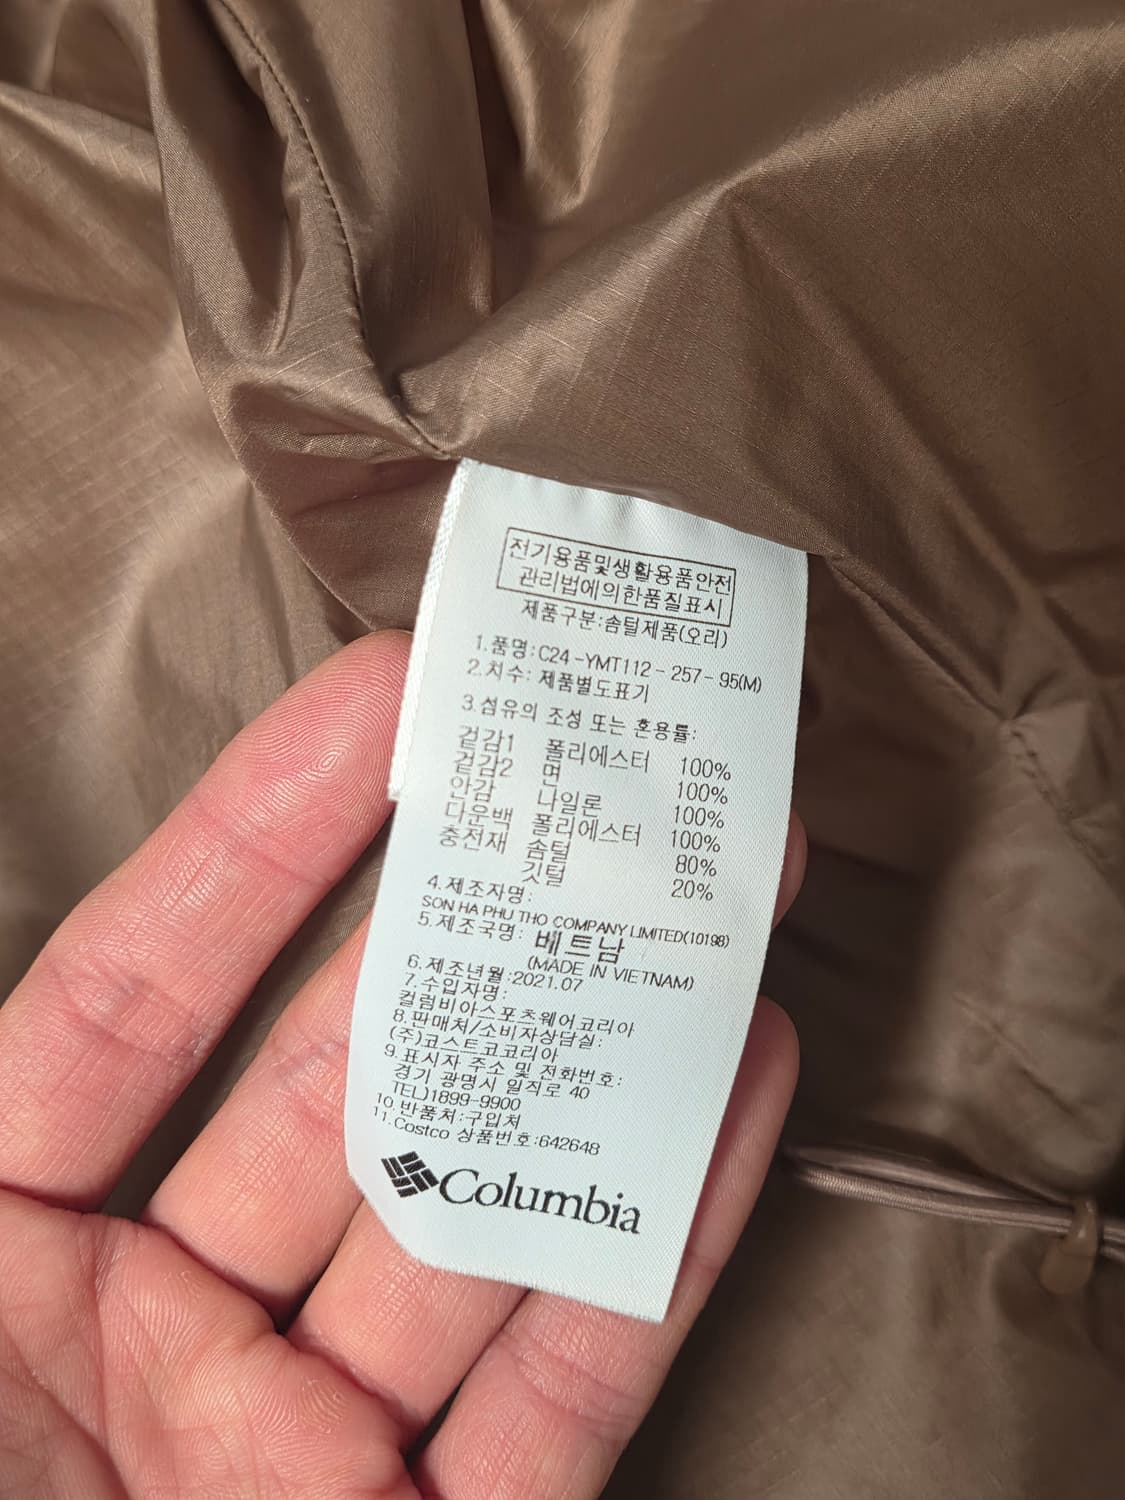 전기용품및생활용품안전
관리법에의한품질표시
제품구분:솜털제품(오리)
1.품명:C24-YMT112-257-95(M)
2.치수: 제품별도표기
3.섬유의 조성 또는 혼용률:
겉감1 폴리에스터 100%
겉감2 면 100%
안감 나일론 100%
다운백 폴리에스터 100%
충전재 솜털 80%
깃털 20%
4.제조자명:
SON HA PHU THO COMPANY LIMITED(10198)
5.제조국명: 베트남
(MADE IN VIETNAM)
6.제조년월:2021.07
7.수입자명:
컬럼비아스포츠웨어코리아
8.판매처/소비자상담실:
(주)코스트코코리아
9.표시자 주소 및 전화번호:
경기 광명시 일직로 40
TEL)1899-9900
10.반품처:구입처
11.Costco 상품번호:642648
Columbia